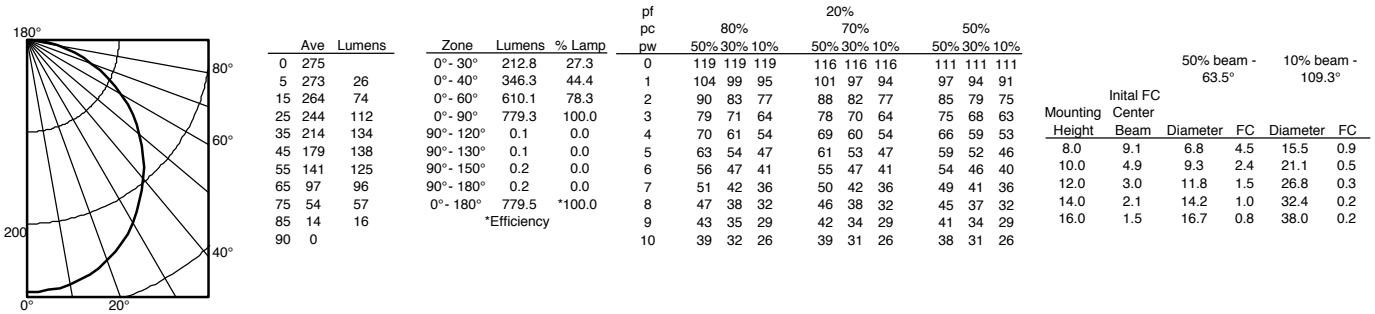 180°
80°
60°
40°
200
0° 20°
Ave Lumens
0 275
5 273 26
15 264 74
25 244 112
35 214 134
45 179 138
55 141 125
65 97 96
75 54 57
85 14 16
90 0
Zone Lumens % Lamp
0°- 30° 212.8 27.3
0°- 40° 346.3 44.4
0°- 60° 610.1 78.3
0°- 90° 779.3 100.0
90°- 120° 0.1 0.0
90°- 130° 0.1 0.0
90°- 150° 0.2 0.0
90°- 180° 0.2 0.0
0°- 180° 779.5 *100.0
*Efficiency
pf 20%
pc 80% 70% 50%
pw 50% 30% 10% 50% 30% 10% 50% 30% 10%
0 119 119 119 116 116 116 111 111 111
1 104 99 95 101 97 94 97 94 91
2 90 83 77 88 82 77 85 79 75
3 79 71 64 78 70 64 75 68 63
4 70 61 54 69 60 54 66 59 53
5 63 54 47 61 53 47 59 52 46
6 56 47 41 55 47 41 54 46 40
7 51 42 36 50 42 36 49 41 36
8 47 38 32 46 38 32 45 37 32
9 43 35 29 42 34 29 41 34 29
10 39 32 26 39 31 26 38 31 26
50% beam - 10% beam -
63.5° 109.3°
Inital FC
Mounting Center
Height Beam Diameter FC Diameter FC
8.0 9.1 6.8 4.5 15.5 0.9
10.0 4.9 9.3 2.4 21.1 0.5
12.0 3.0 11.8 1.5 26.8 0.3
14.0 2.1 14.2 1.0 32.4 0.2
16.0 1.5 16.7 0.8 38.0 0.2